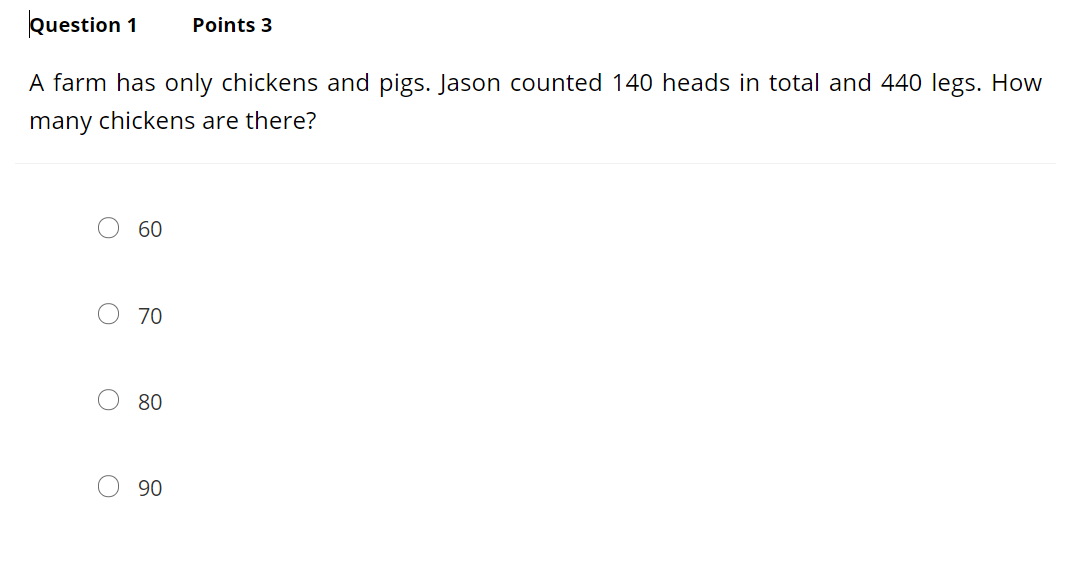 Question 1 Points 3
A farm has only chickens and pigs. Jason counted 140 heads in total and 440 legs. How
many chickens are there?
60
70
80
90